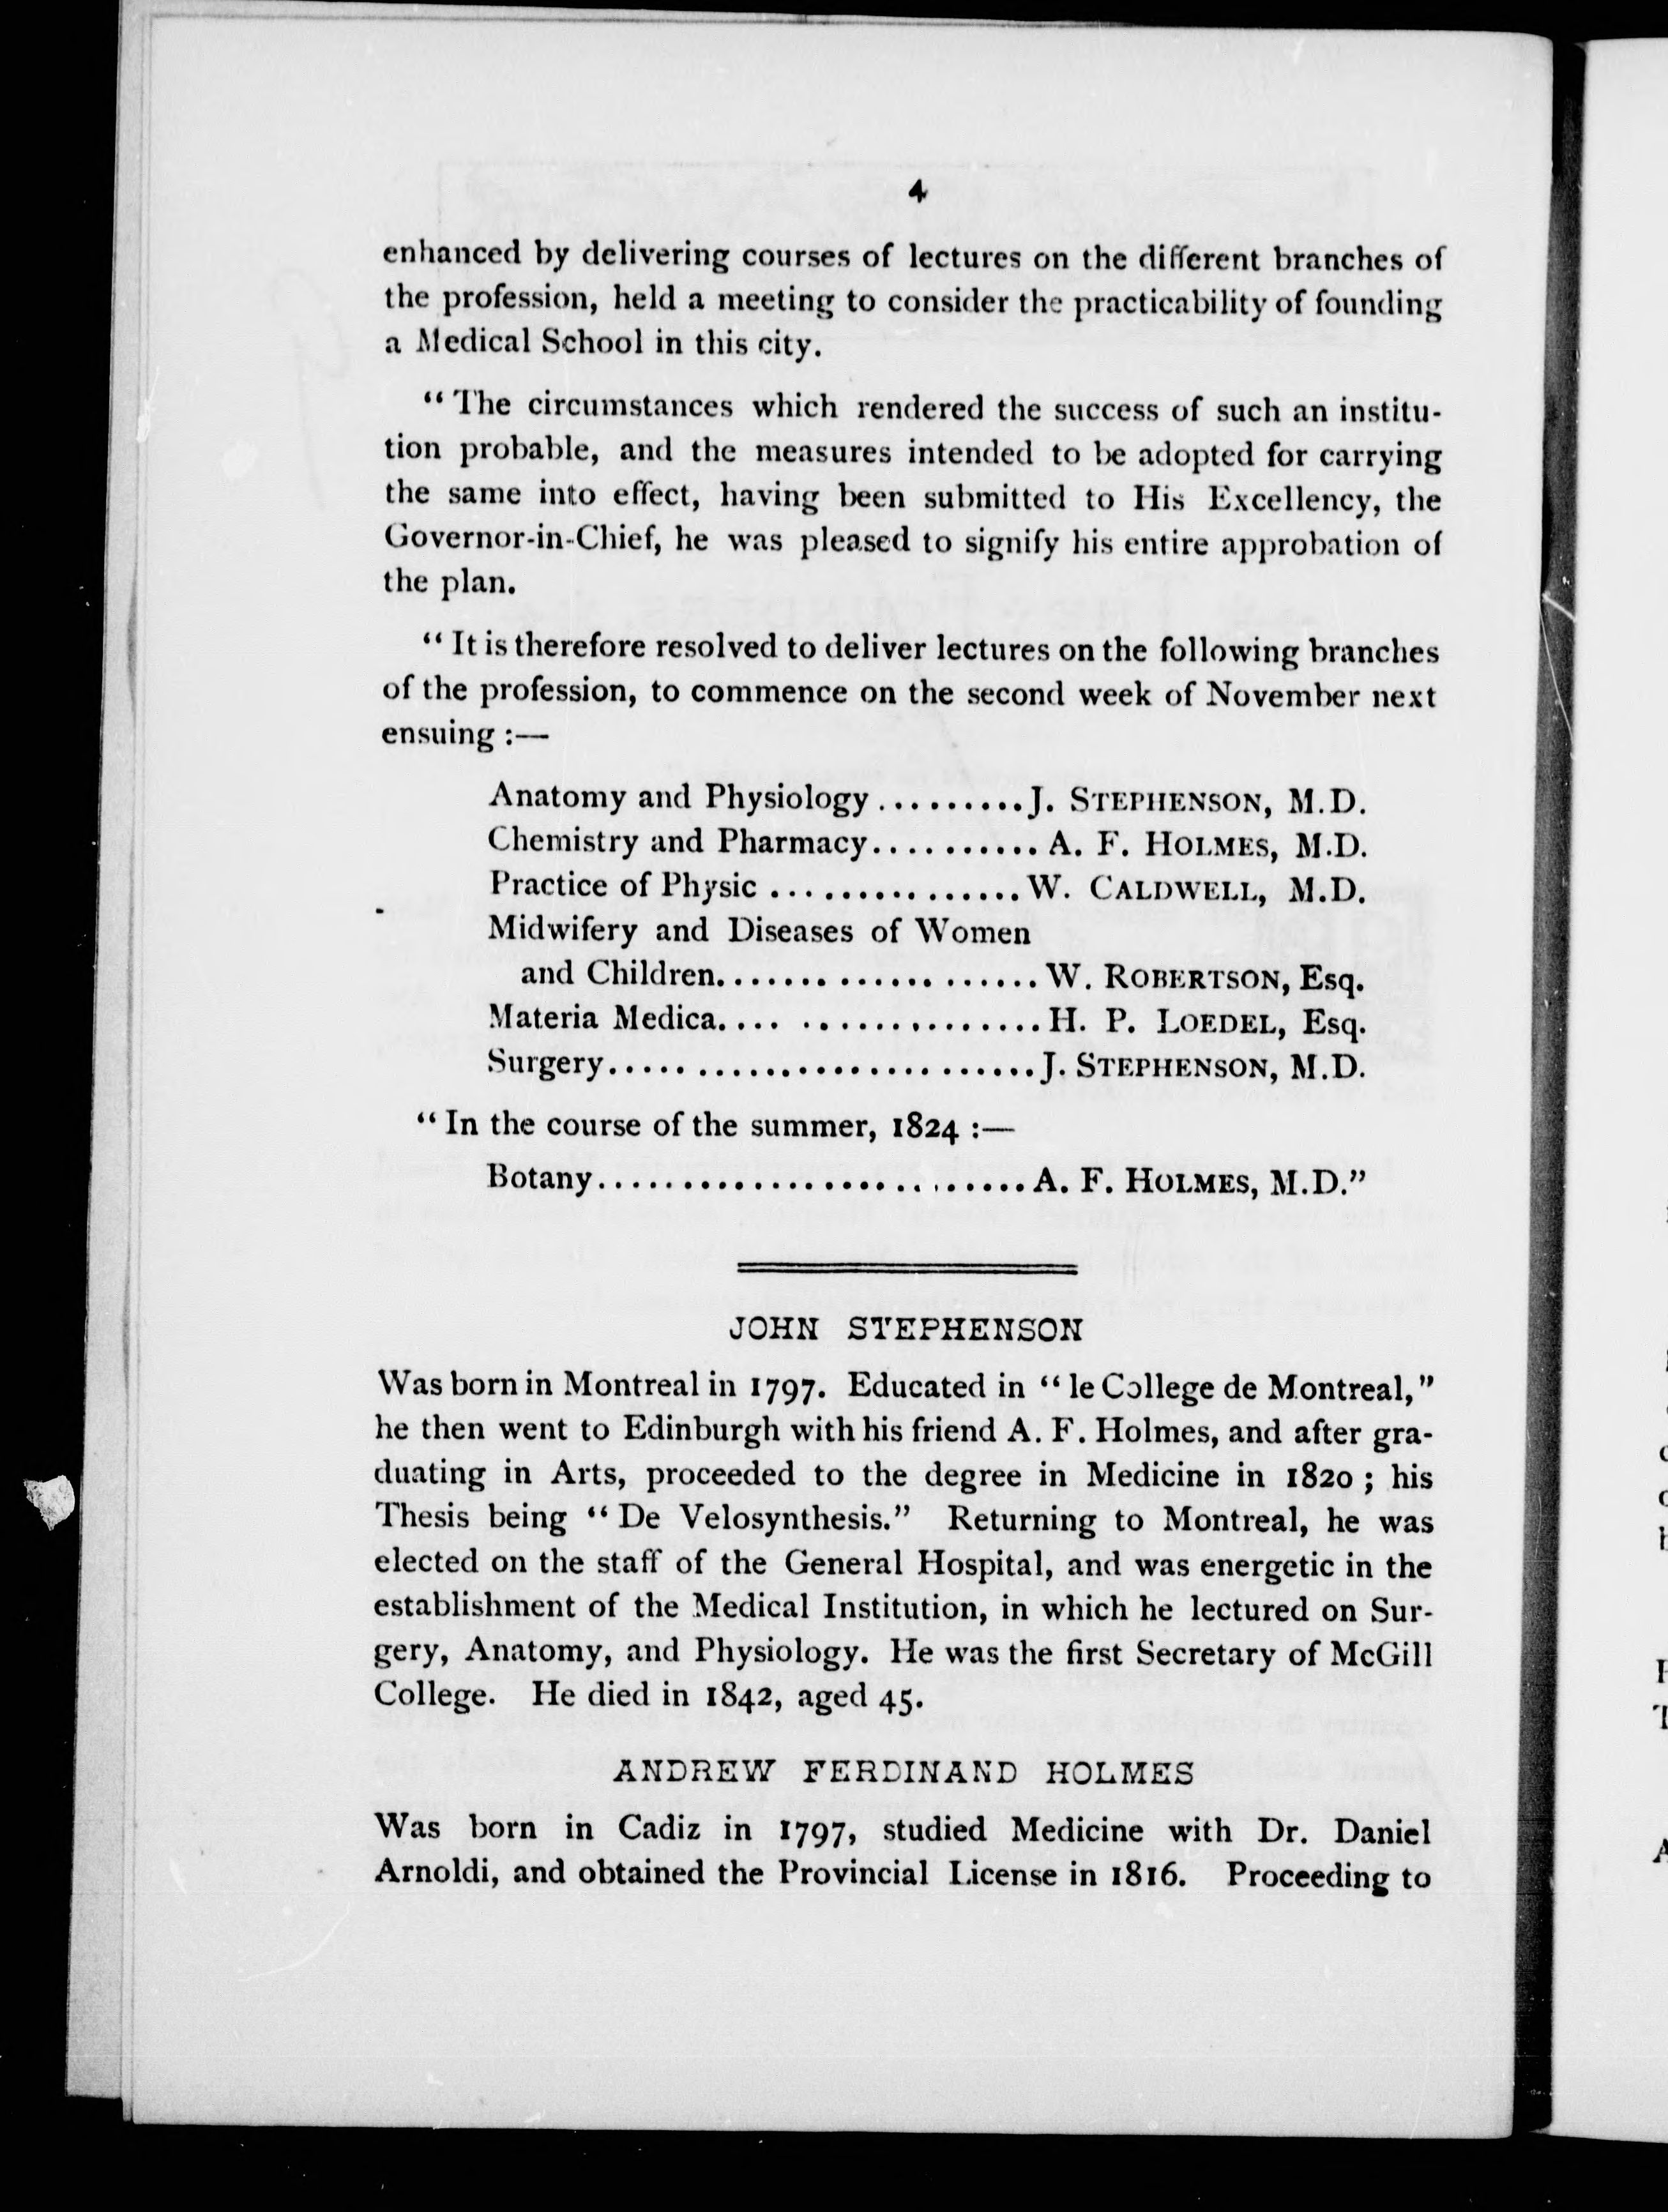 4
enhanced by delivering courses of lectures on the different branches of
the profession, held a meeting to consider the practicability of founding
a Medical School in this city.
“ The circumstances which rendered the success of such an institu-
tion probable, and the measures intended to be adopted for carrying
the same into effect, having been submitted to His Excellency, the
Governor-in-Chief, he was pleased to signify his entire approbation of
the plan.
“ It is therefore resolved to deliver lectures on the following branches
of the profession, to commence on the second week of November next
ensuing :—
Anatomy and Physiology.........J. STEPHENSON, M.D.
Chemistry and Pharmacy.......... A. F. HOLMES, M.D.
Practice of Physic ...............W. CALDWELL, M.D.
Midwifery and Diseases of Women
and Children................... W. ROBERTSON, Esq.
Materia Medica.... ..............H. P. LOEDEL, Esq.
Surgery..... ....................J. STEPHENSON, M.D.
“ In the course of the summer, 1824 :—
Botany..........................A. F. HOLMES, M.D.”
JOHN STEPHENSON
Was born in Montreal in 1797. Educated in “ le College de Montreal,”
he then went to Edinburgh with his friend A. F. Holmes, and after gra-
duating in Arts, proceeded to the degree in Medicine in 1820 ; his
Thesis being “ De Velosynthesis.” Returning to Montreal, he was
elected on the staff of the General Hospital, and was energetic in the
establishment of the Medical Institution, in which he lectured on Sur-
gery, Anatomy, and Physiology. He was the first Secretary of McGill
College. He died in 1842, aged 45.
ANDREW FERDINAND HOLMES
Was born in Cadiz in 1797, studied Medicine with Dr. Daniel
Arnoldi, and obtained the Provincial License in 1816. Proceeding to